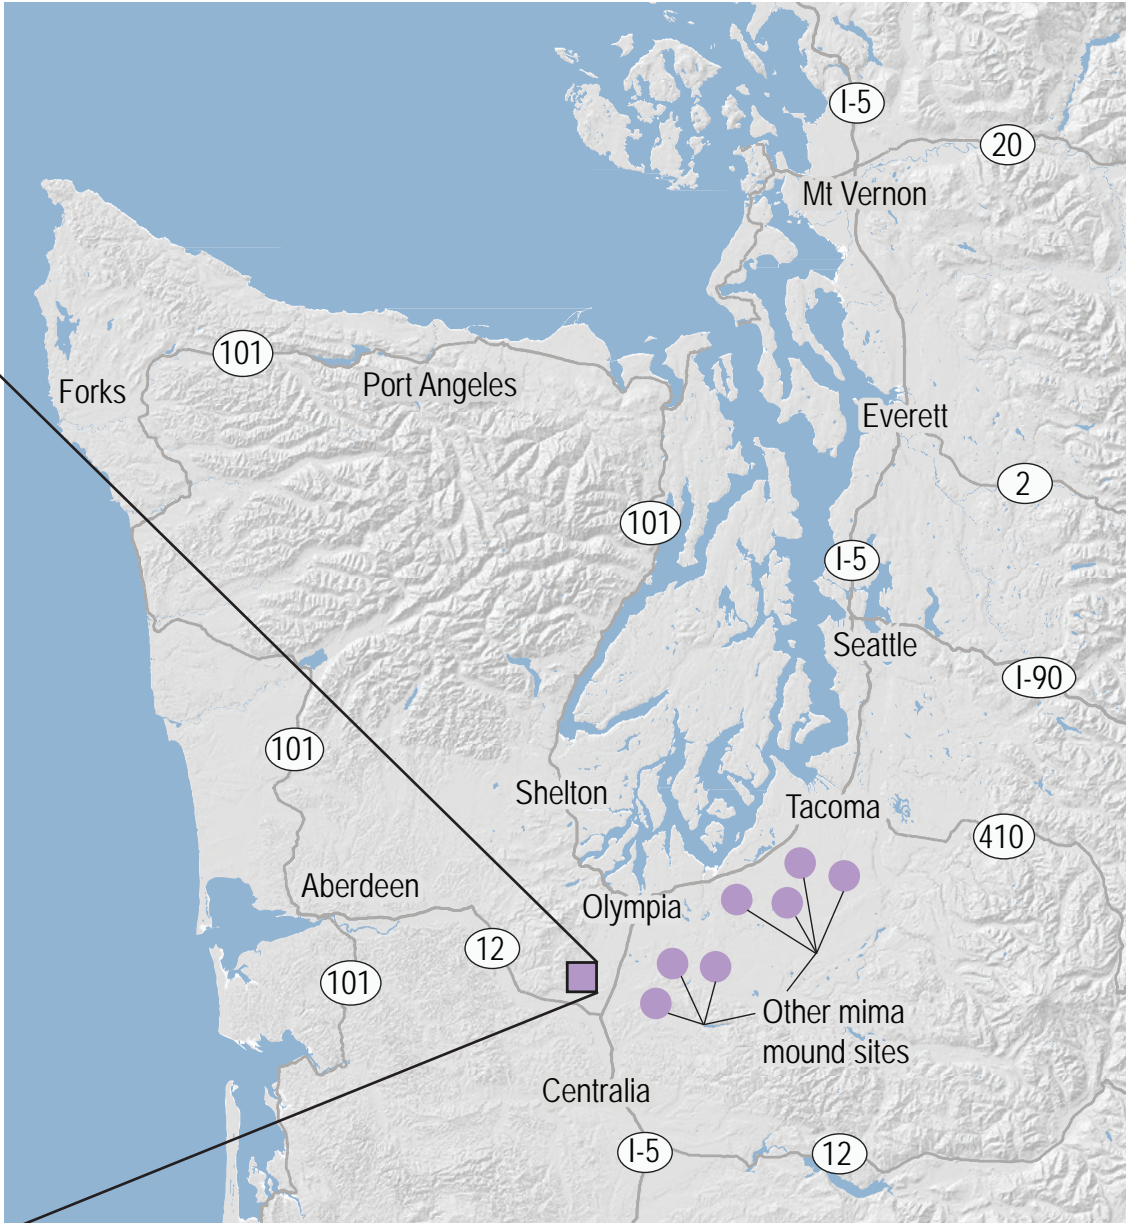 I-5
20
Mt Vernon
101
Forks
Port Angeles
Everett
2
101
I-5
Seattle
I-90
101
Shelton
Tacoma
410
Aberdeen
Olympia
12
101
Other mima
mound sites
Centralia
I-5
12